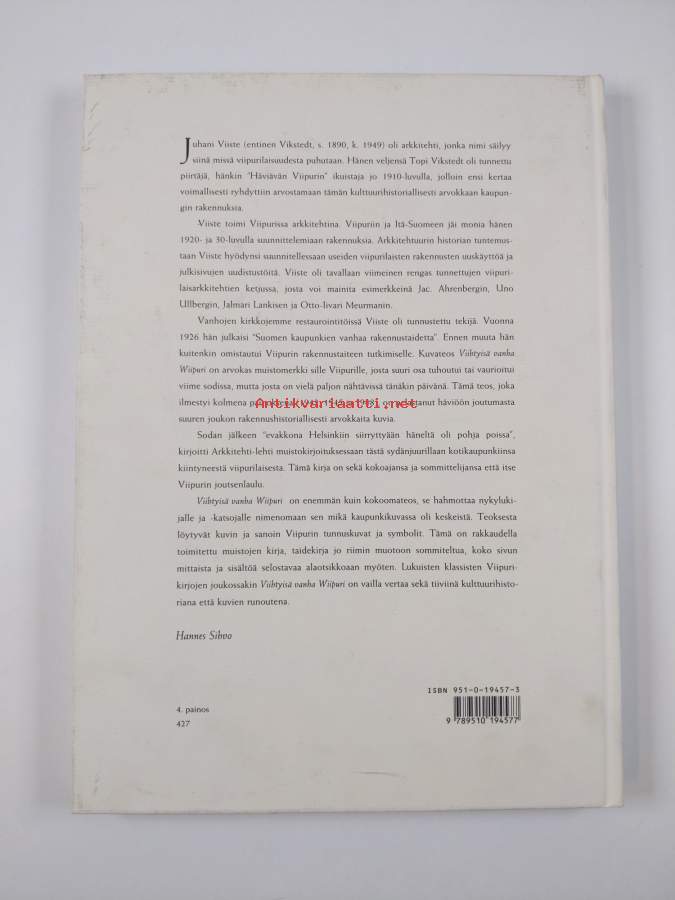 Juhani Viiste (entinen Vikstedt, s. 1890, k. 1949) oli arkkitehti, jonka nimi säilyy
siinä missä viipurilaisuudesta puhutaan. Hänen veljensä Topi Vikstedt oli tunnettu
piirtäjä, hänkin "Häviävän Viipurin" ikuistaja jo 1910-luvulla, jolloin ensi kertaa
voimallisesti ryhdyttiin arvostamaan tämän kulttuurihistoriallisesti arvokkaan kaupun-
gin rakennuksia.
Viiste toimi Viipurissa arkkitehtina. Viipuriin ja Itä-Suomeen jäi monia hänen
1920- ja 30-luvulla suunnittelemiaan rakennuksia. Arkkitehtuurin historian tuntemus-
taan Viiste hyödynsi suunnitellessaan useiden viipurilaisten rakennusten uuskäyttöä ja
julkisivujen uudistustöitä. Viiste oli tavallaan viimeinen rengas tunnettujen viipuri-
laisarkkitehtien ketjussa, josta voi mainita esimerkkeinä Jac. Ahrenbergin, Uno
Ullbergin, Jalmari Lankisen ja Otto-Iivari Meurmanin.
Vanhojen kirkkojemme restaurointitöissä Viiste oli tunnustettu tekijä. Vuonna
1926 hän julkaisi "Suomen kaupunkien vanhaa rakennustaidetta". Ennen muuta hän
kuitenkin omistautui Viipurin rakennustaiteen tutkimiselle. Kuvateos Viihtyisä vanha
Wiipuri on arvokas muistomerkki sille Viipurille, josta suuri osa tuhoutui tai vaurioitui
viime sodissa, mutta josta on vielä paljon nähtävissä tänäkin päivänä. Tämä teos, joka
ilmestyi kolmena painoksena on pelastanut häviöön joutumasta
Antikvariaatti.net
suuren joukon rakennushistoriallisesti arvokkaita kuvia.
Sodan jälkeen "evakkona Helsinkiin siirryttyään häneltä oli pohja poissa",
kirjoitti Arkkitehti-lehti muistokirjoituksessaan tästä sydänjuurillaan kotikaupunkiinsa
kiintyneestä viipurilaisesta. Tämä kirja on sekä kokoajansa ja sommittelijansa että itse
Viipurin joutsenlaulu.
Viihtyisä vanha Wiipuri on enemmän kuin kokoomateos, se hahmottaa nykyluki-
jalle ja -katsojalle nimenomaan sen mikä kaupunkikuvassa oli keskeistä. Teoksesta
löytyvät kuvin ja sanoin Viipurin tunnuskuvat ja symbolit. Tämä on rakkaudella
toimitettu muistojen kirja, taidekirja jo riimin muotoon sommiteltua, koko sivun
mittaista ja sisältöä selostavaa alaotsikkoaan myöten. Lukuisten klassisten Viipuri-
kirjojen joukossakin Viihtyisä vanha Wiipuri on vailla vertaa sekä tiiviinä kulttuurihisto-
riana että kuvien runoutena.
Hannes Sihvo
ISBN 951-0-19457-3
4. painos
427
9 789510 194577